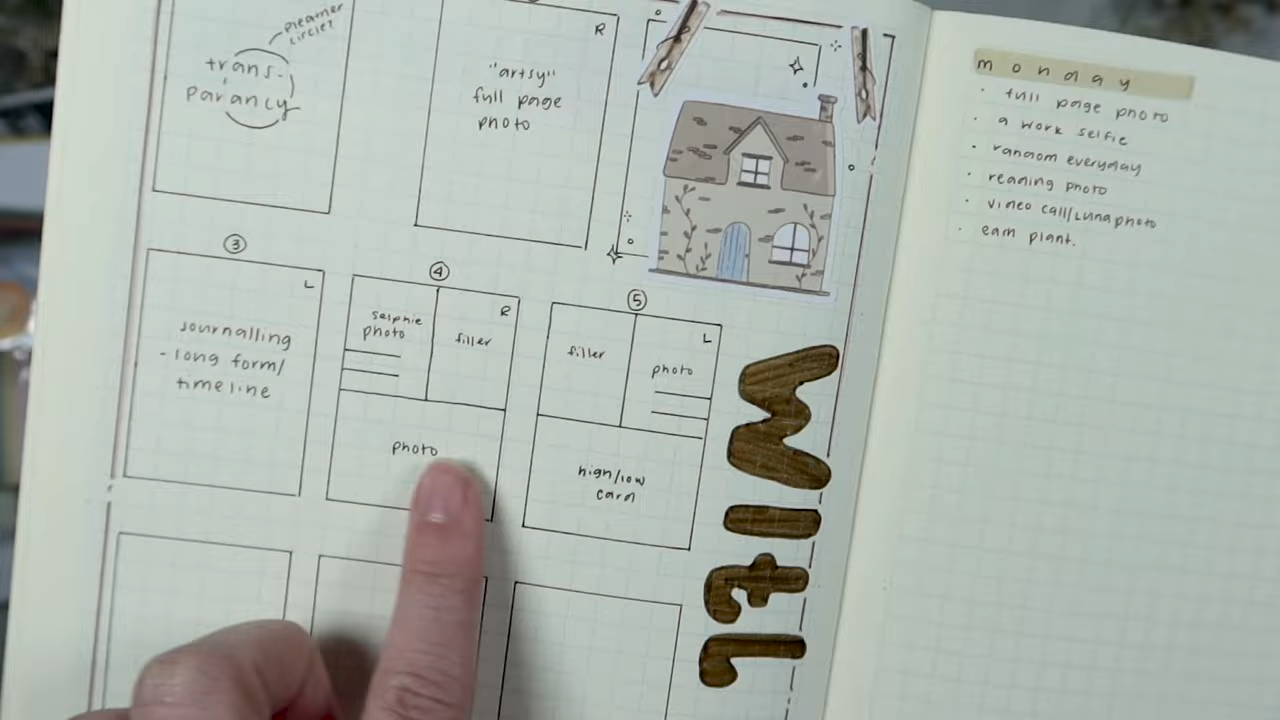 preamer
circle?
trans-
parancy
R
"artsy"
full page
photo
monday
· full page photo
· a work selfie
· random everyday
· reading photo
· video call/luna photo
· eam plant.
3
L
Journalling
- long form/
timeline
4
R
selphie
photo
filler
photo
5
L
filler
photo
high/low
card
WITL